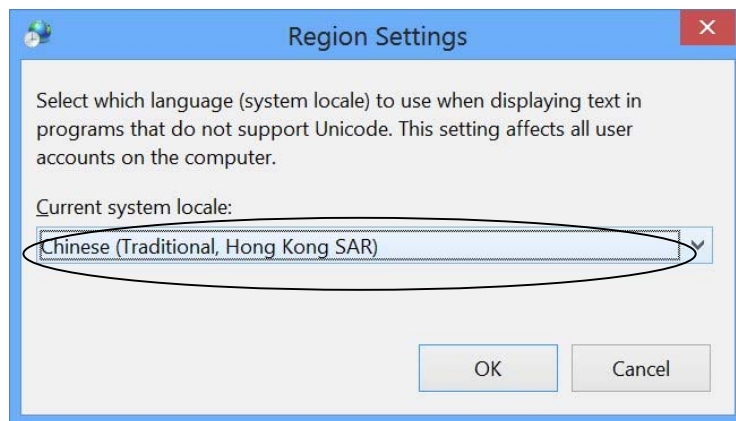 Region Settings
Select which language (system locale) to use when displaying text in
programs that do not support Unicode. This setting affects all user
accounts on the computer.
Current system locale:
Chinese (Traditional, Hong Kong SAR)
OK
Cancel